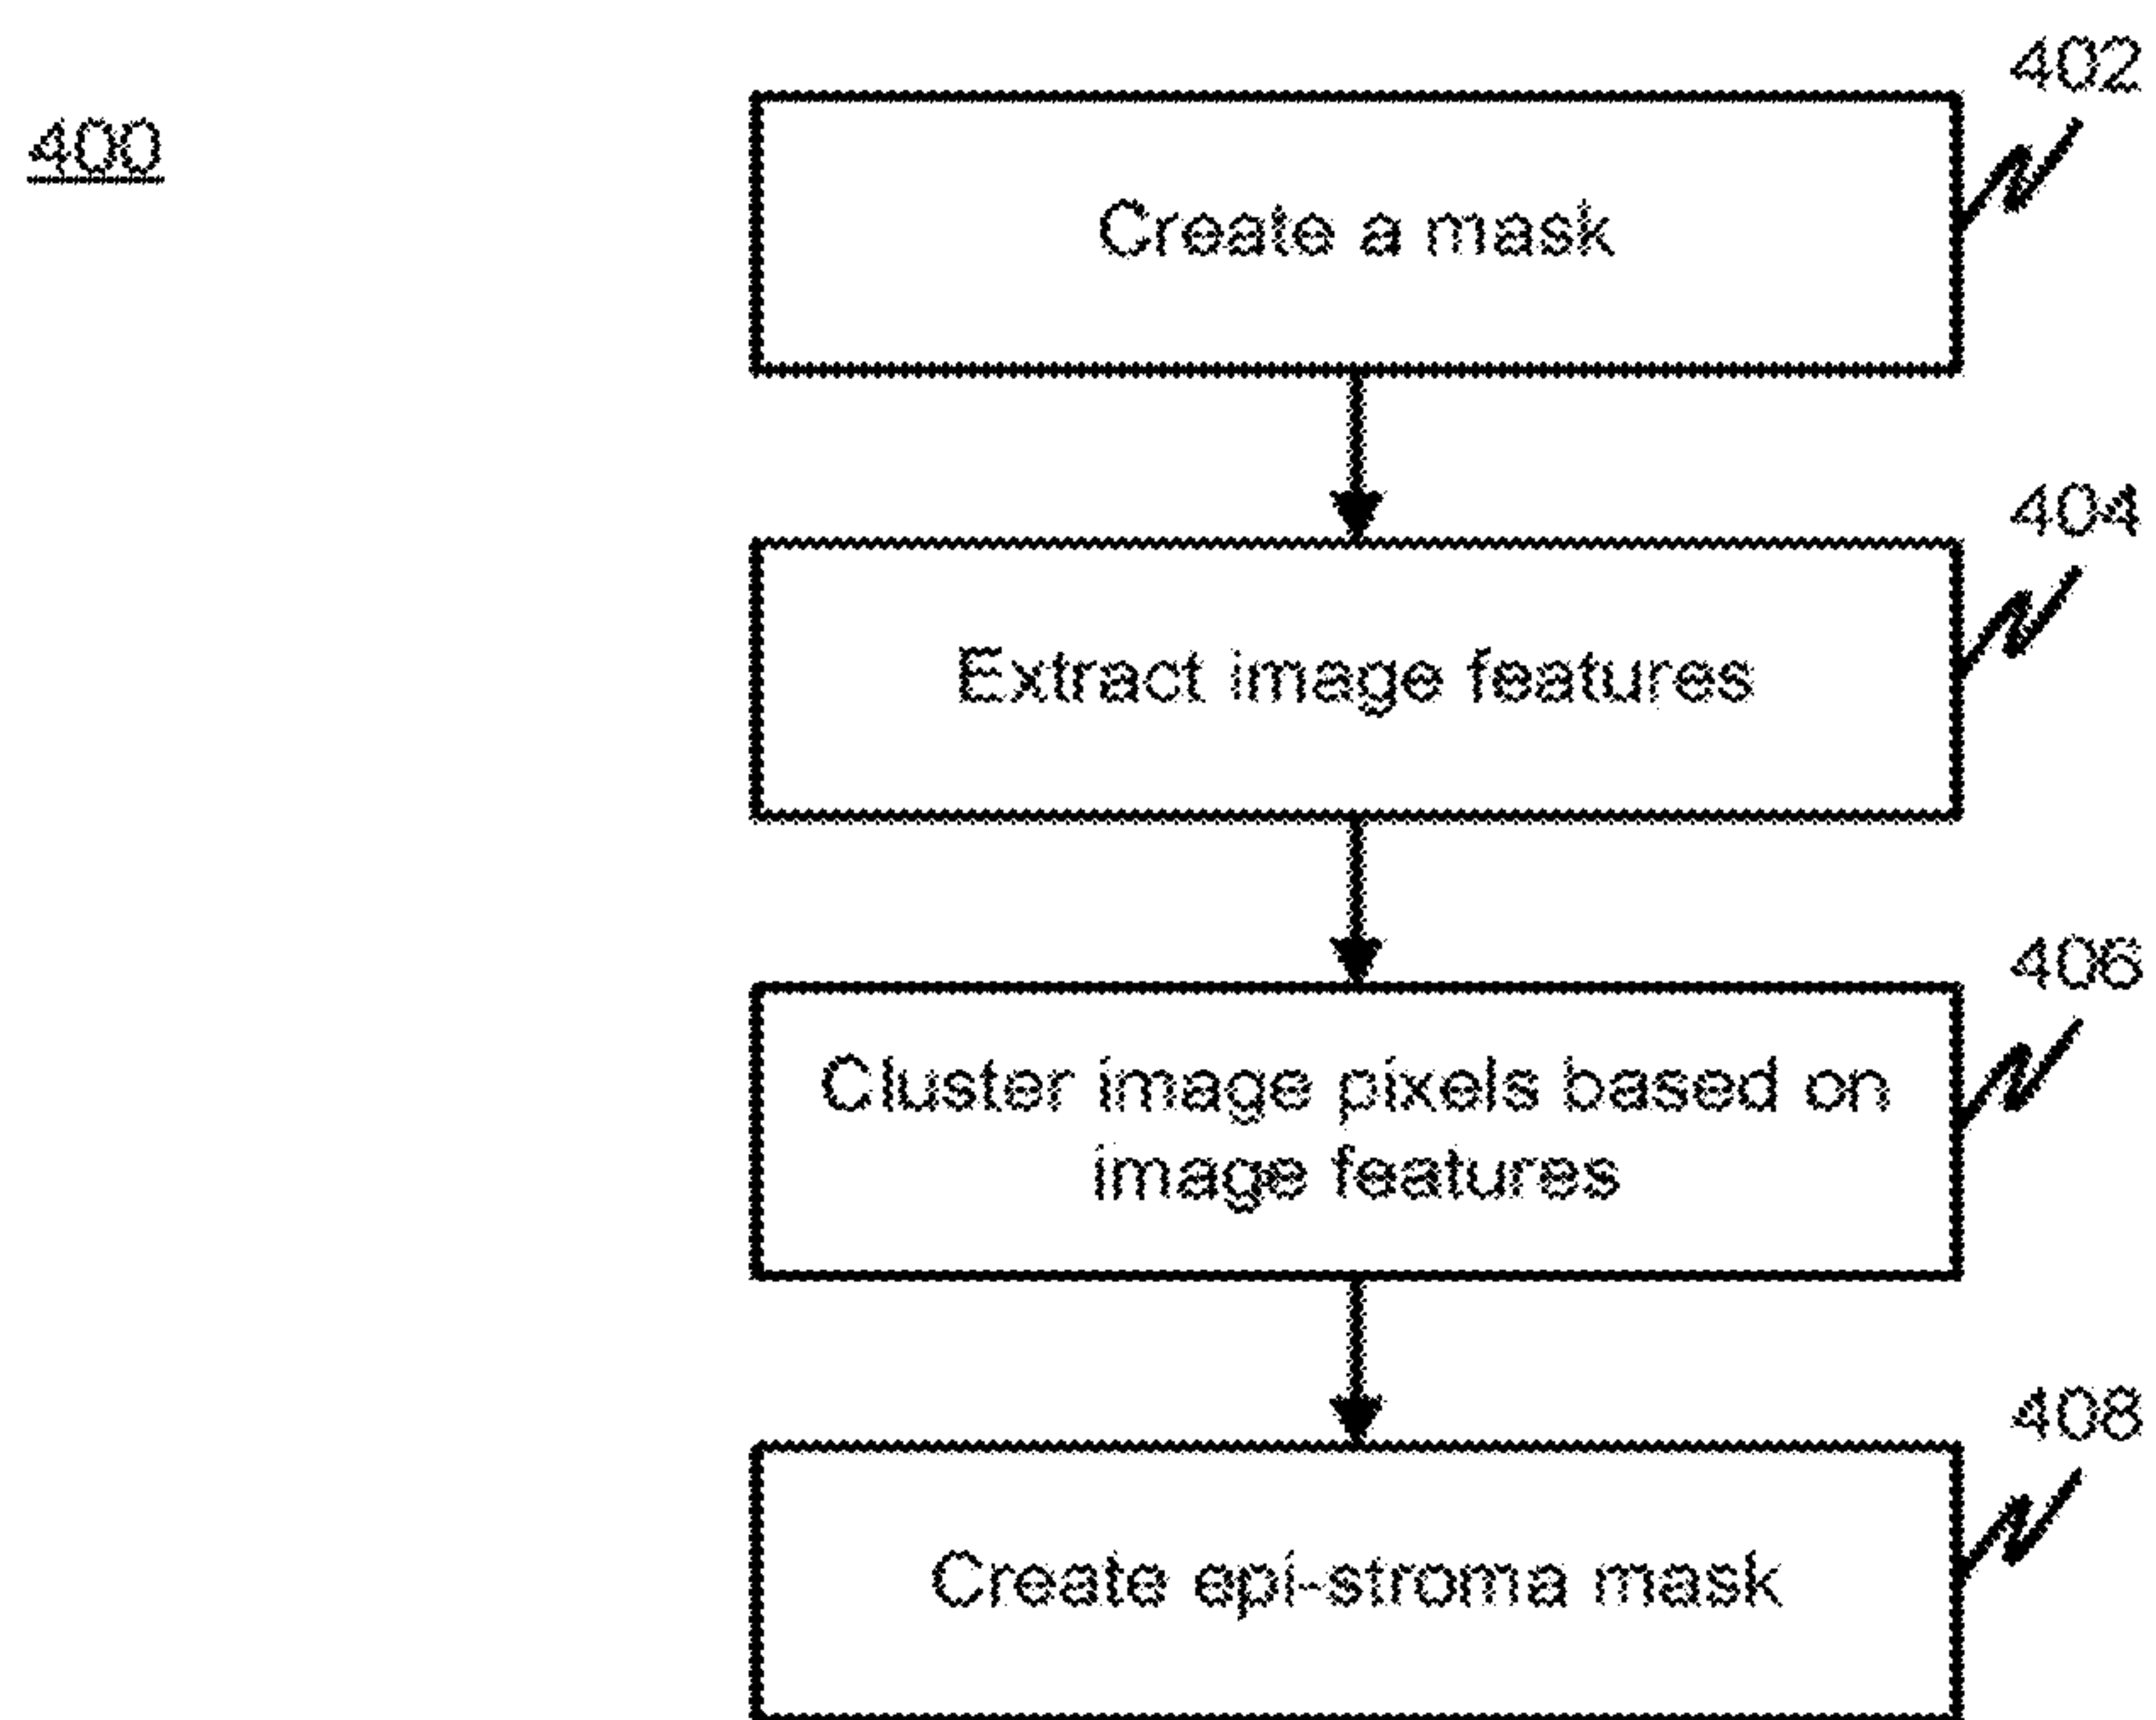 400
402
Create a mask
404
Extract image features
406
Cluster image pixels based on
image features
408
Create epi-stroma mask